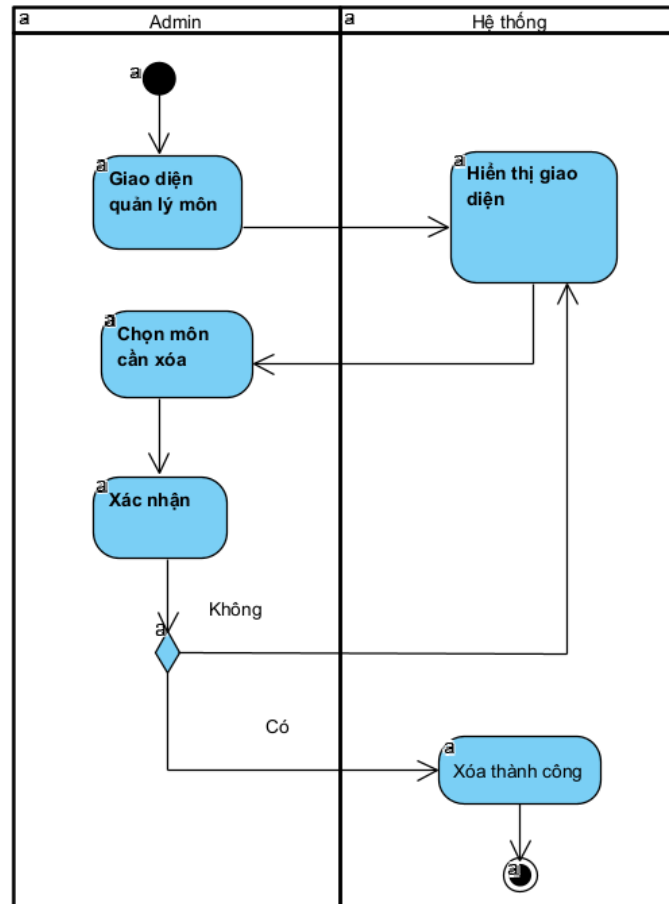 a Admin
a Hệ thống
a
a
Giao diện
quản lý môn
a
Hiển thị giao
diện
a
Chọn môn
cần xóa
a
Xác nhận
Không
a
Có
a
Xóa thành công
a